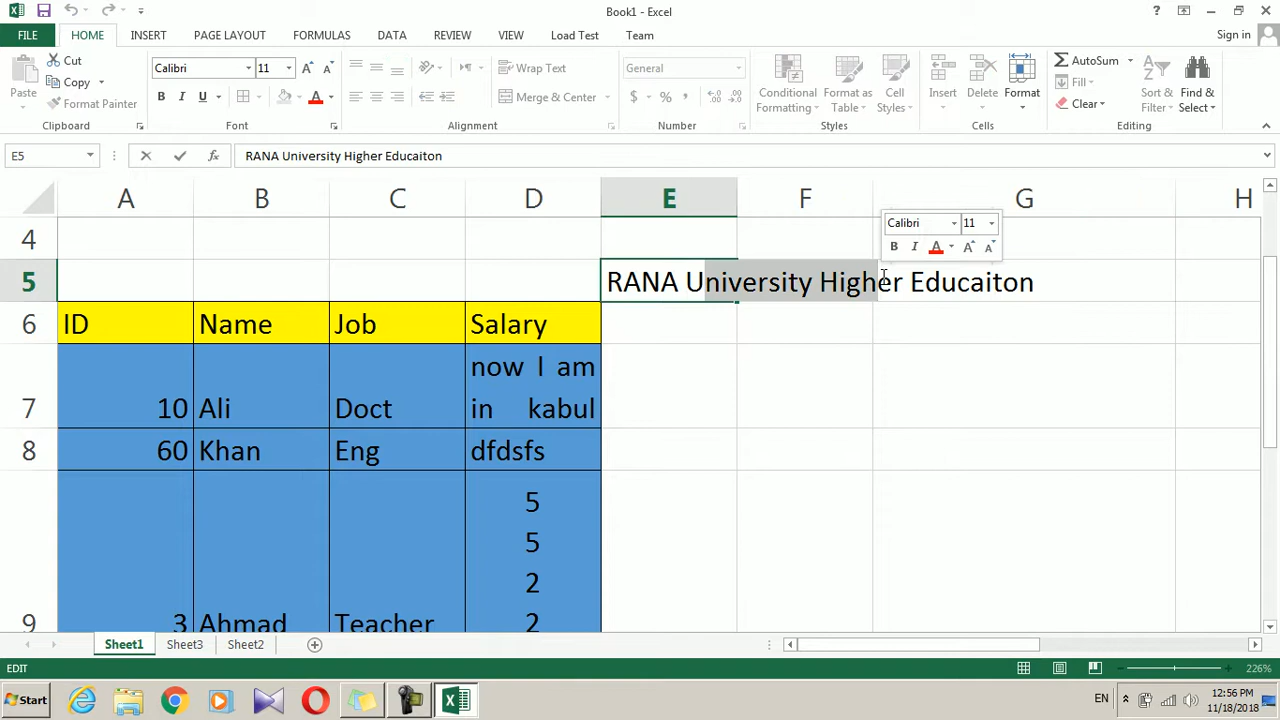 Book1 - Excel
?
FILE HOME INSERT PAGE LAYOUT FORMULAS DATA REVIEW VIEW Load Test Team Sign in
Paste Cut Copy Format Painter Clipboard
Calibri 11 B I U A Font
Wrap Text Merge & Center Alignment
General $ % , Number
Conditional Formatting Format as Table Cell Styles Styles
Insert Delete Format Cells
AutoSum Fill Clear Sort & Filter Find & Select Editing
E5 fx RANA University Higher Educaiton
A B C D E F G H
Calibri 11
B I A A A
4
5 RANA University Higher Educaiton
6 ID Name Job Salary
7 10 Ali Doct now I am in kabul
8 60 Khan Eng dfdsfs
9 3 Ahmad Teacher 5 5 2 2
Sheet1 Sheet3 Sheet2
EDIT 226%
Start EN 12:56 PM
11/18/2018